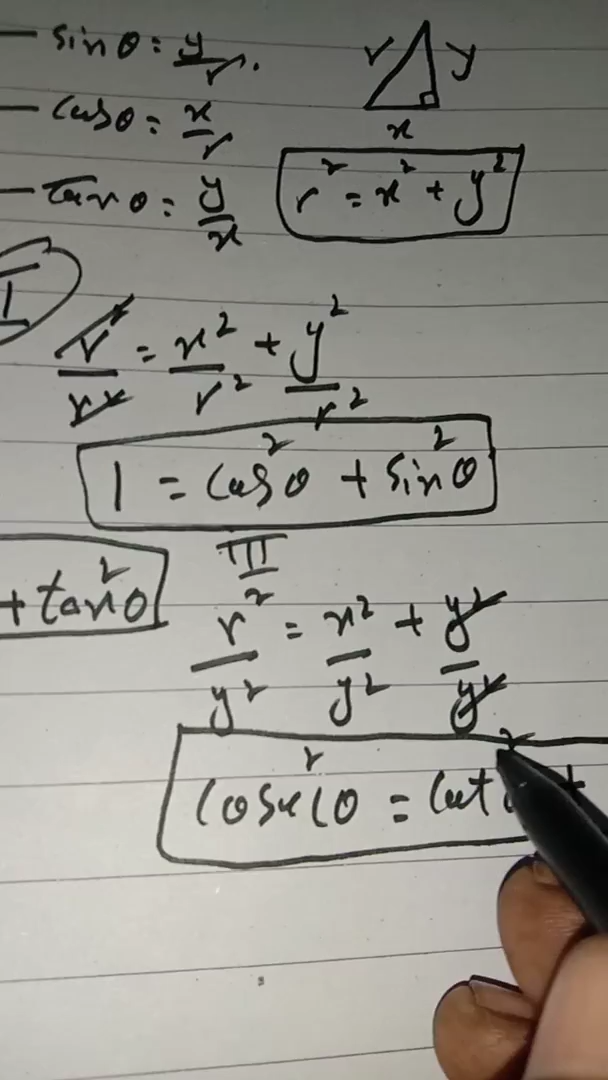 sinθ = y/r
r y
cosθ = x/r
x
tanθ = y/x
r² = x² + y²
I
r²/r² = x²/r² + y²/r²
1 = cos²θ + sin²θ
III
+ tan²θ
r²/y² = x²/y² + y²/y²
cosec²θ = cot²θ +